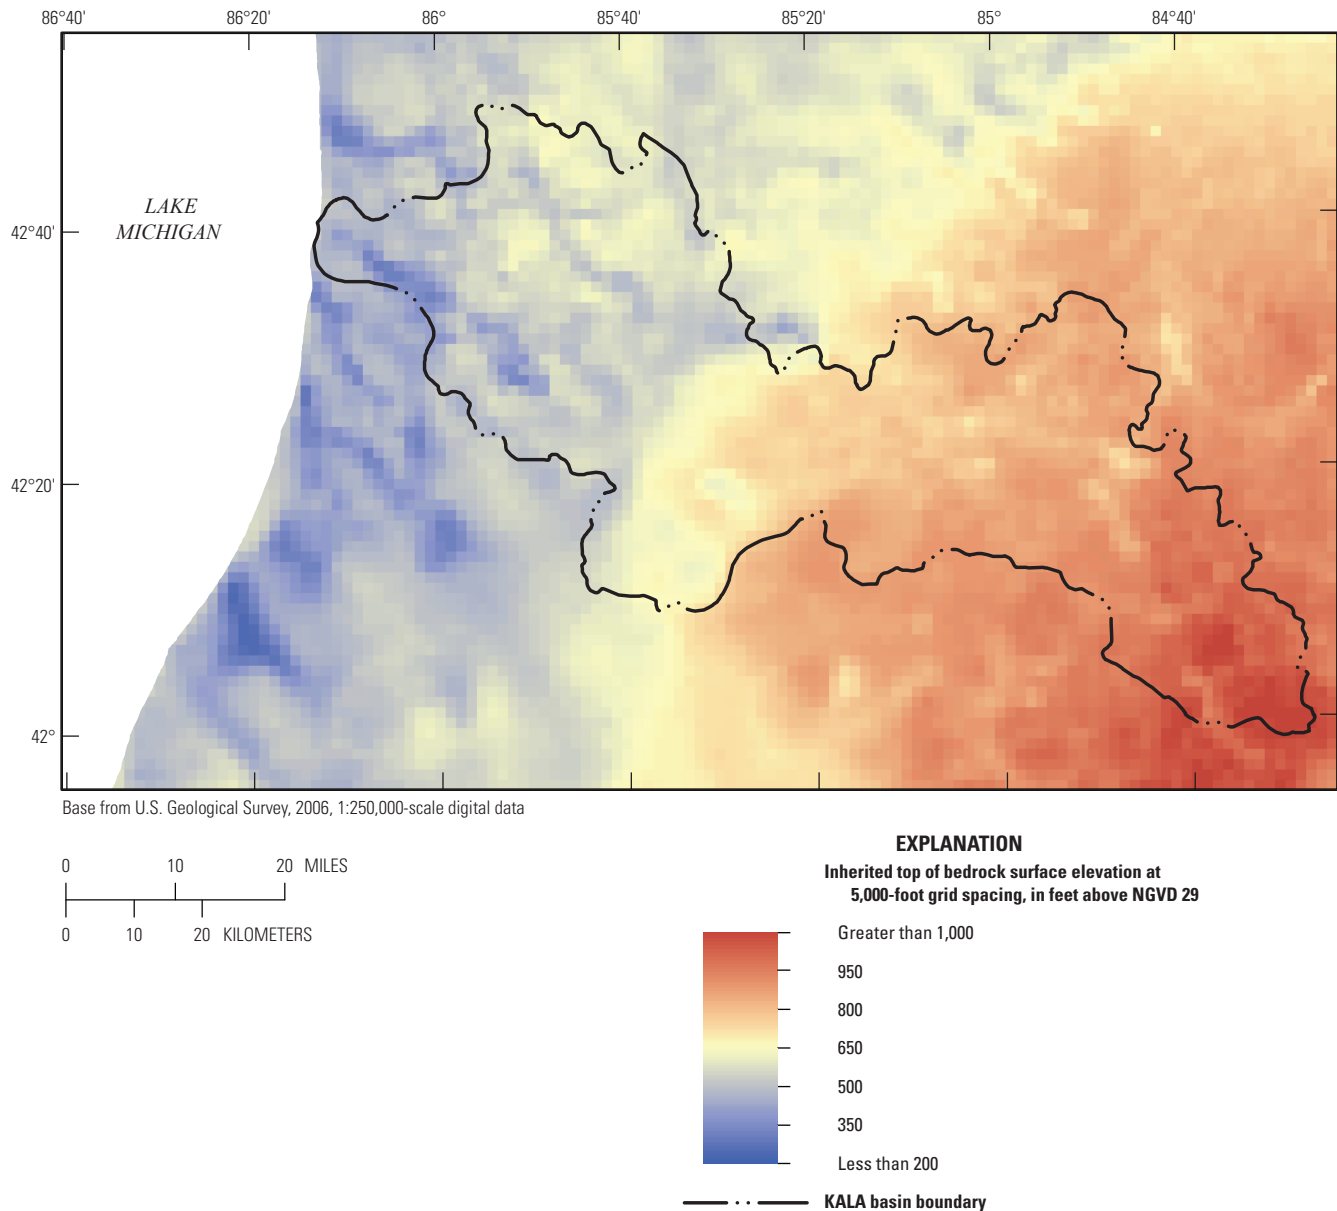 86°40' 86°20' 86° 85°40' 85°20' 85° 84°40'
LAKE
MICHIGAN
42°40'
42°20'
42°
Base from U.S. Geological Survey, 2006, 1:250,000-scale digital data
0 10 20 MILES
0 10 20 KILOMETERS
EXPLANATION
Inherited top of bedrock surface elevation at
5,000-foot grid spacing, in feet above NGVD 29
Greater than 1,000
950
800
650
500
350
Less than 200
KALA basin boundary